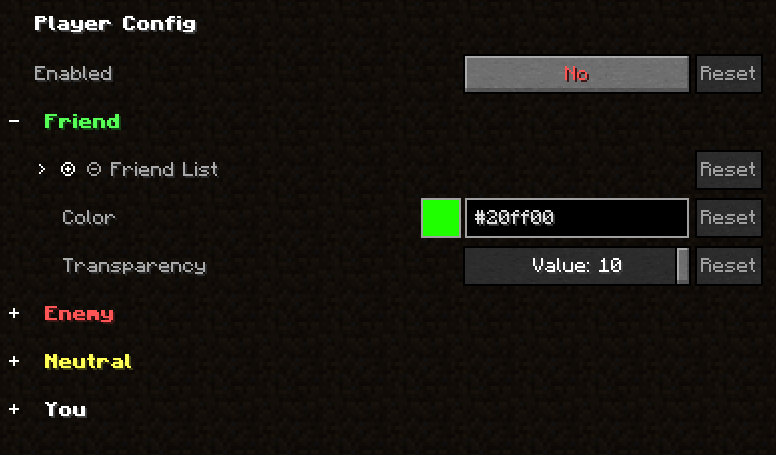 Player Config
Enabled No Reset
- Friend
> + - Friend List Reset
Color #20ff00 Reset
Transparency Value: 10 Reset
+ Enemy
+ Neutral
+ You